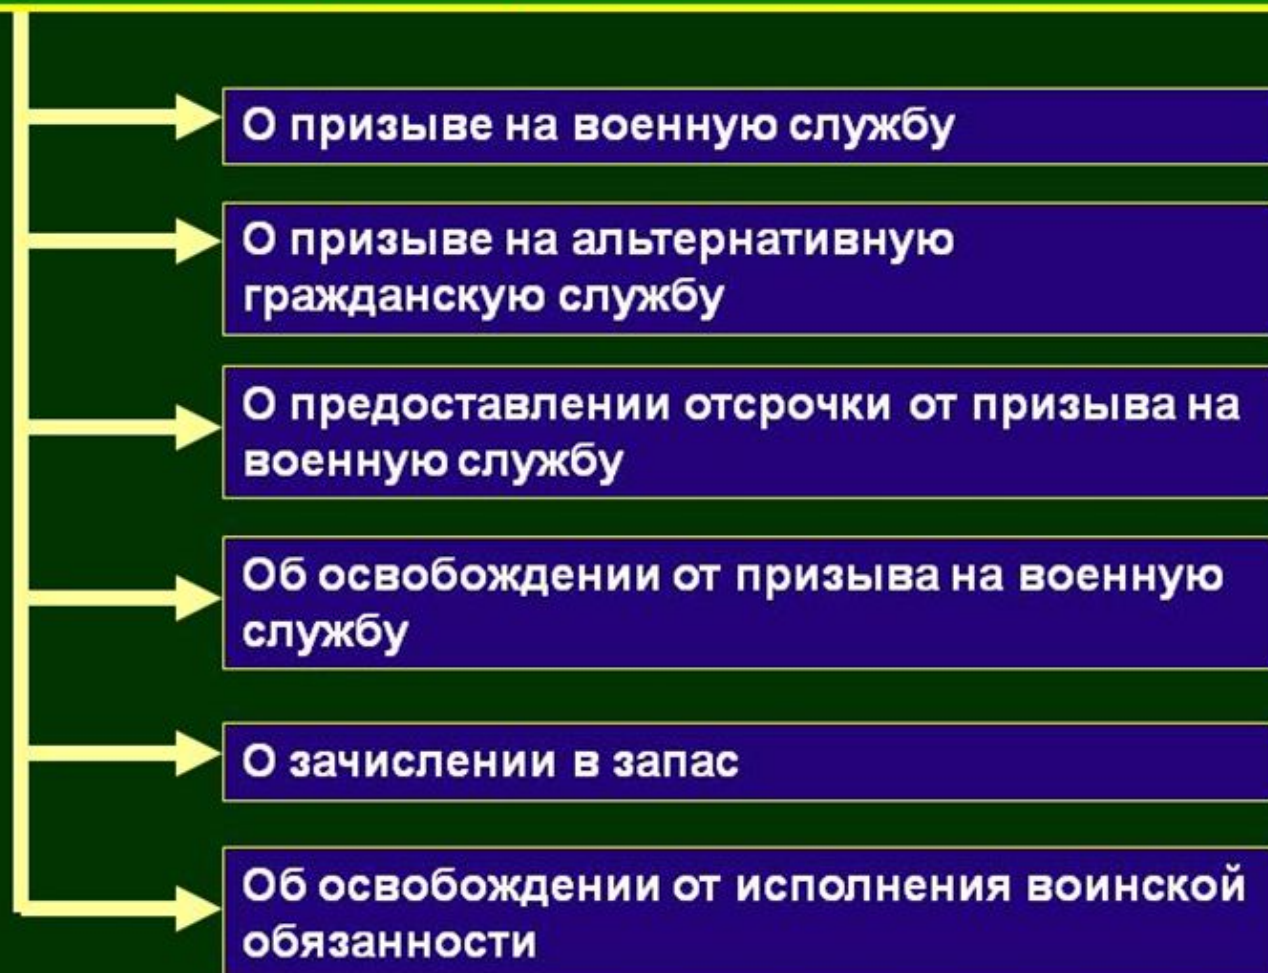 О призыве на военную службу
О призыве на альтернативную
гражданскую службу
О предоставлении отсрочки от призыва на
военную службу
Об освобождении от призыва на военную
службу
О зачислении в запас
Об освобождении от исполнения воинской
обязанности